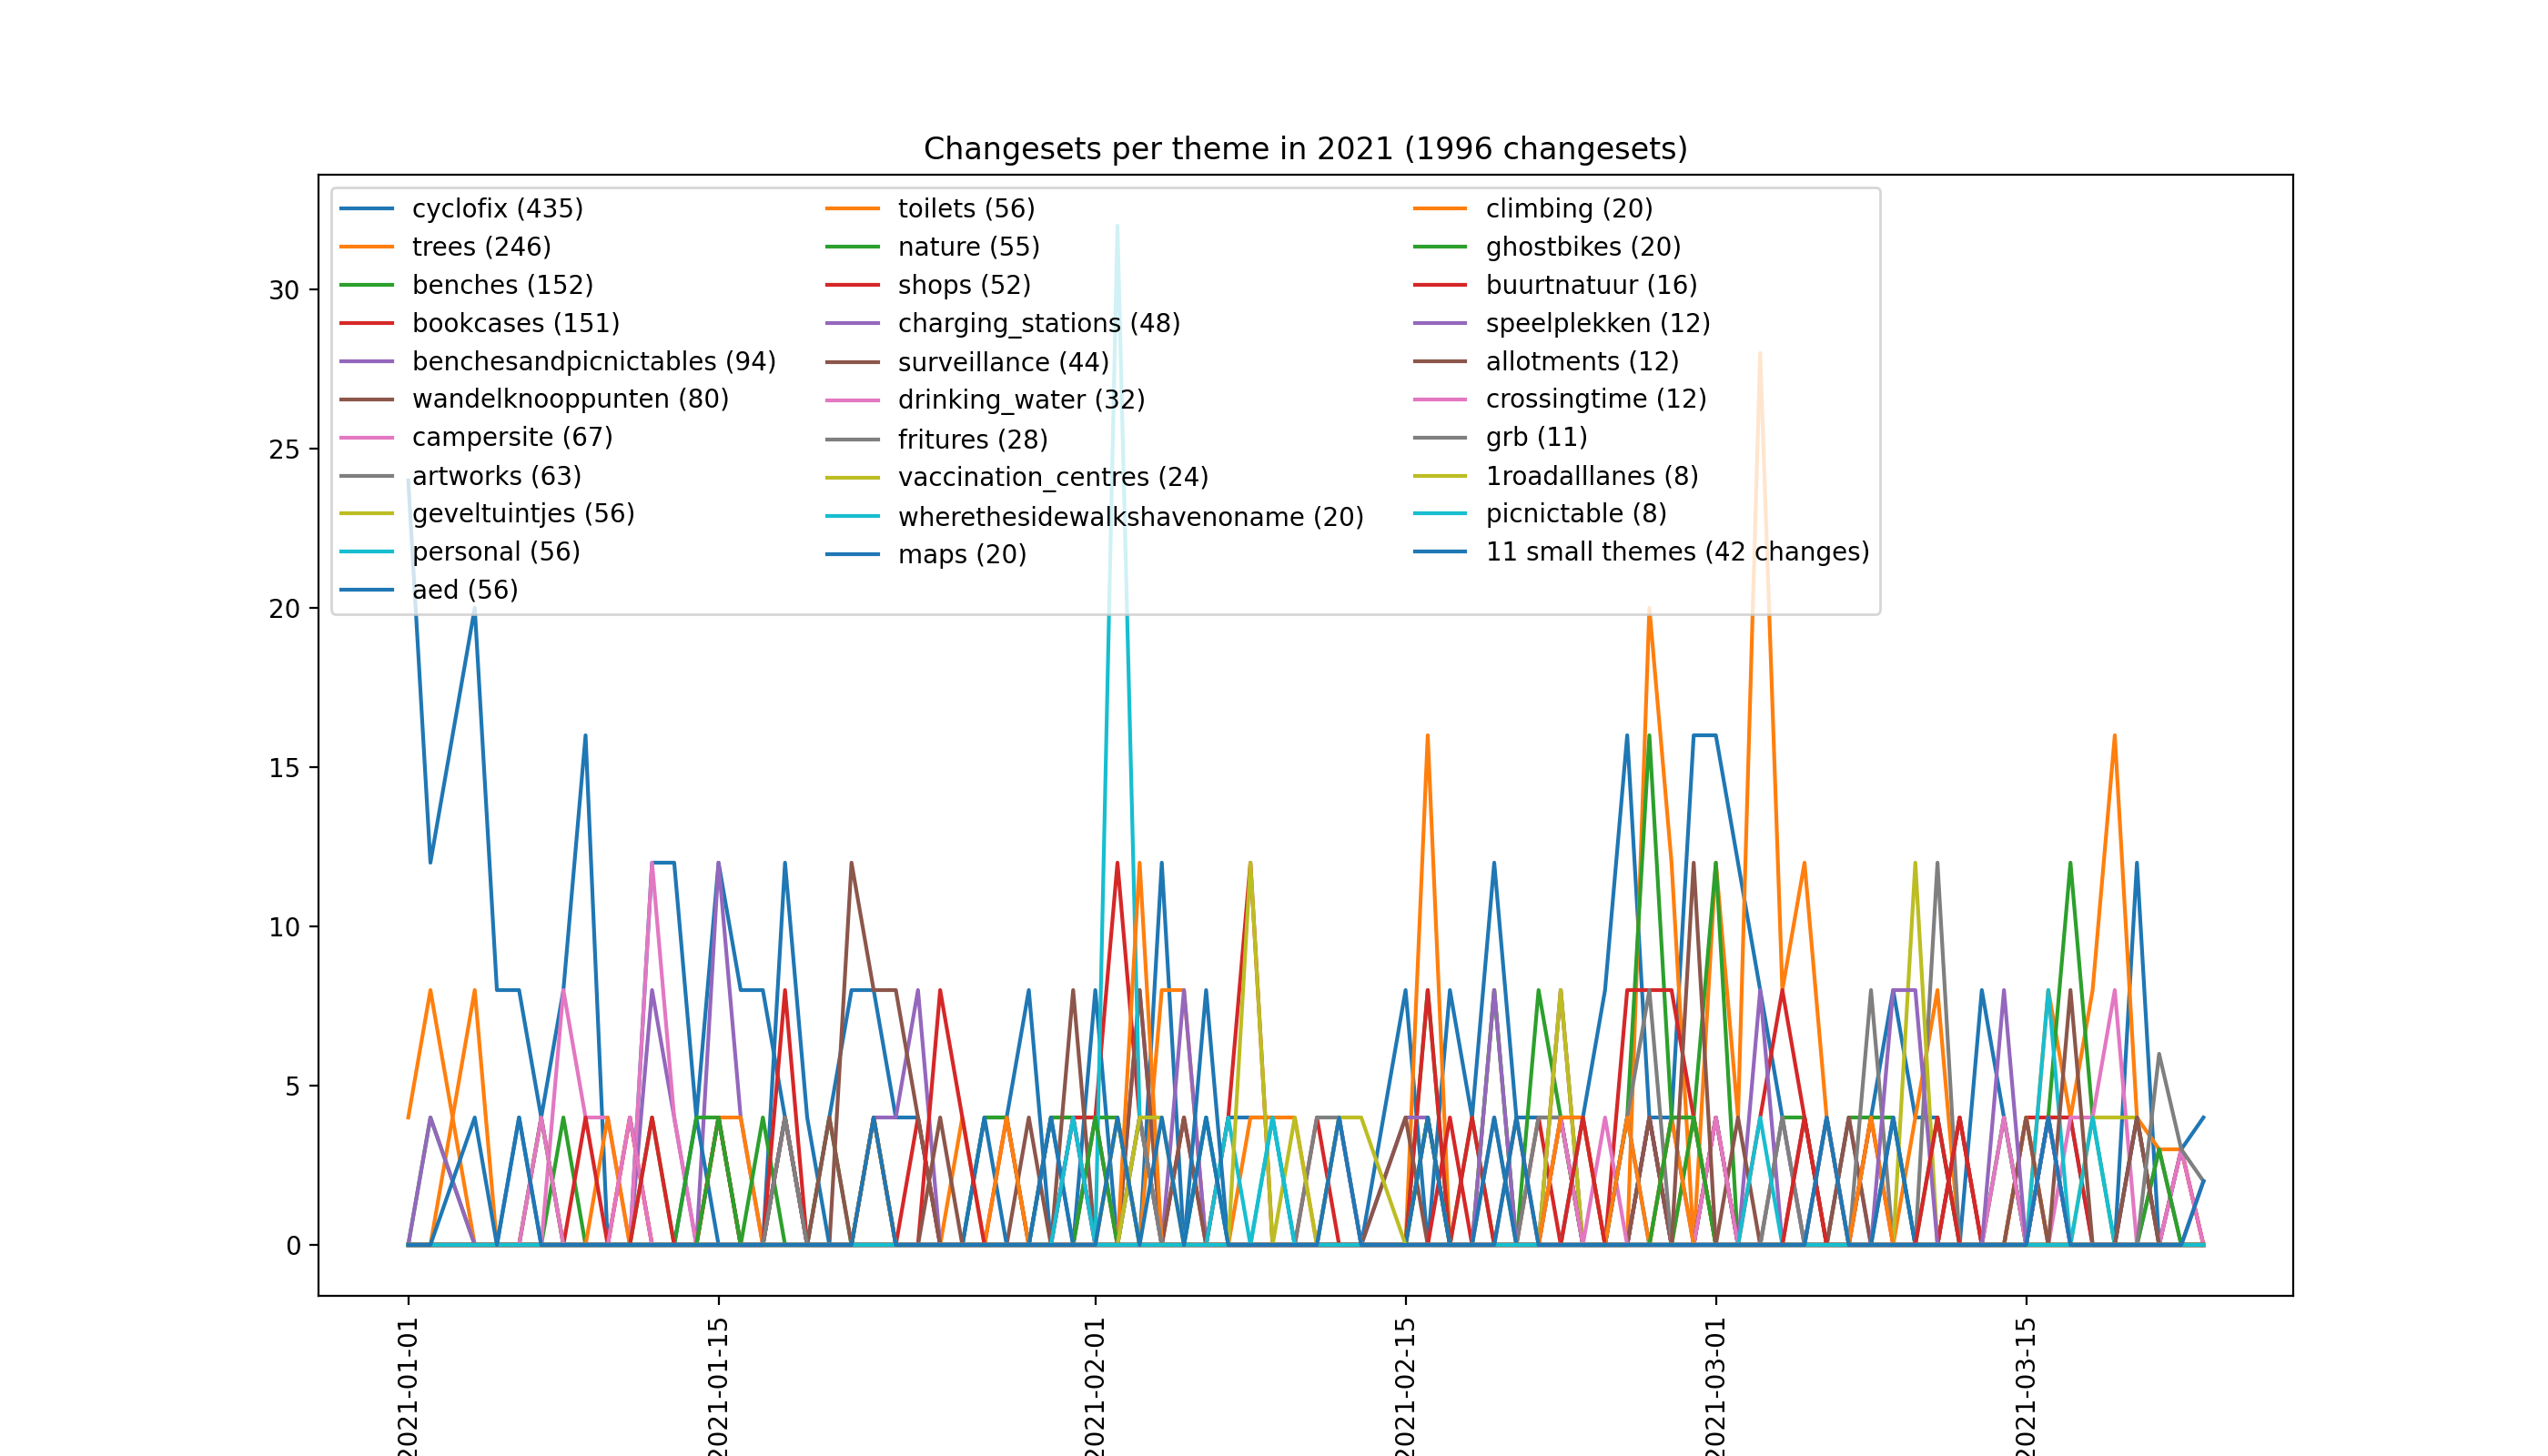 Changesets per theme in 2021 (1996 changesets)
cyclofix (435)
trees (246)
benches (152)
bookcases (151)
benchesandpicnictables (94)
wandelknooppunten (80)
campersite (67)
artworks (63)
geveltuintjes (56)
personal (56)
aed (56)
toilets (56)
nature (55)
shops (52)
charging_stations (48)
surveillance (44)
drinking_water (32)
fritures (28)
vaccination_centres (24)
wherethesidewalkshavenoname (20)
maps (20)
climbing (20)
ghostbikes (20)
buurtnatuur (16)
speelplekken (12)
allotments (12)
crossingtime (12)
grb (11)
1roadalllanes (8)
picnictable (8)
11 small themes (42 changes)
30
25
20
15
10
5
0
2021-01-01
2021-01-15
2021-02-01
2021-02-15
2021-03-01
2021-03-15